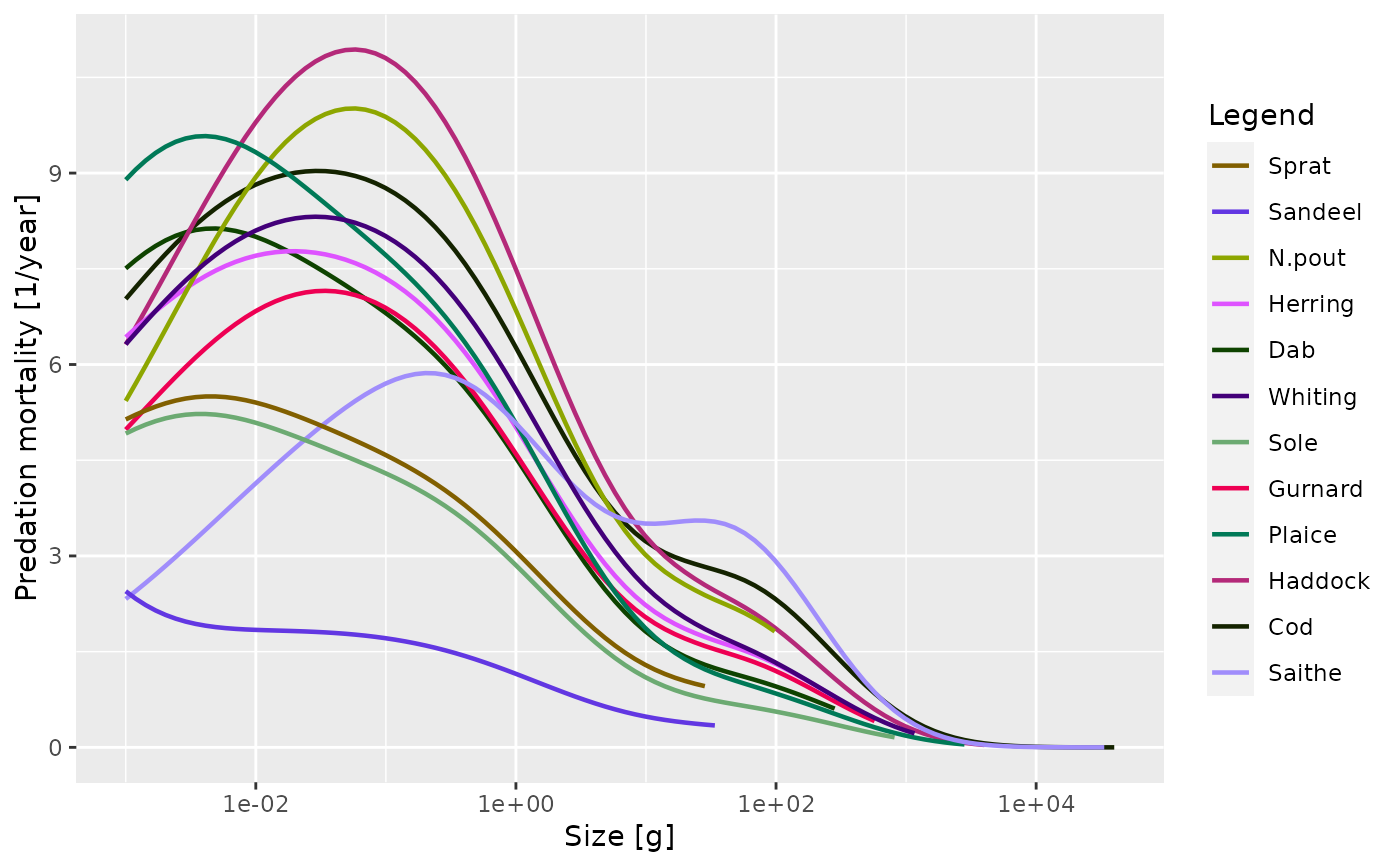 Predation mortality [1/year]
9
6
3
0
1e-02
1e+00
1e+02
1e+04
Size [g]
Legend
Sprat
Sandeel
N.pout
Herring
Dab
Whiting
Sole
Gurnard
Plaice
Haddock
Cod
Saithe